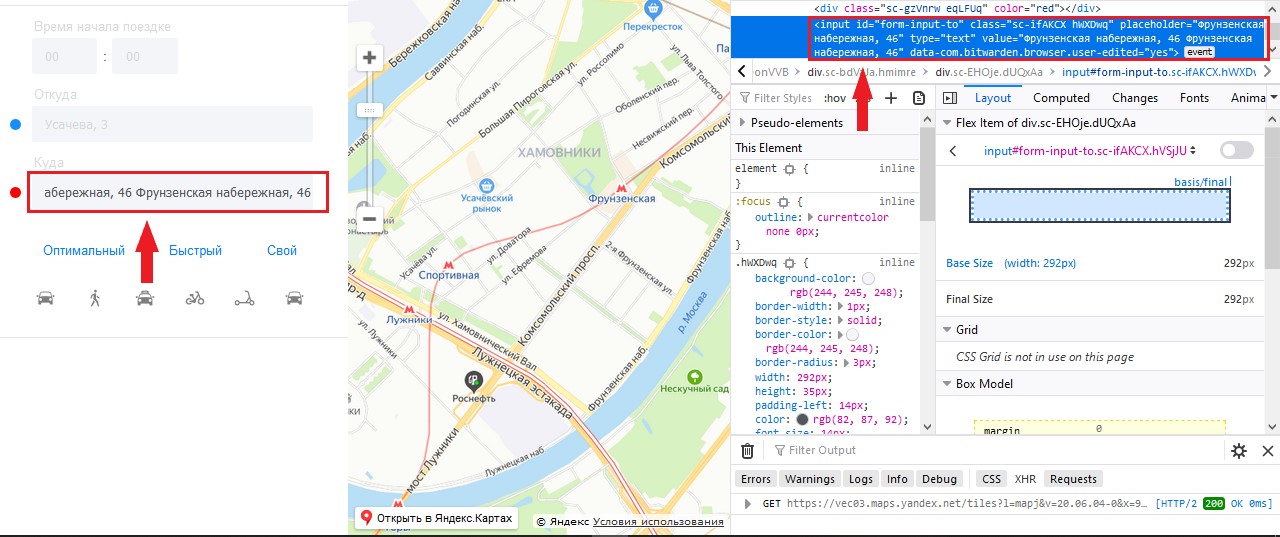 Время начала поездке
00 : 00
Откуда
Усачева, 3
Куда
абережная, 46 Фрунзенская набережная, 46
Оптимальный Быстрый Свой
Перекресток
Саввинская наб.
Погодинская ул.
Большая Пироговская ул.
ул. Россолимо
ул. Льва Толстого
Оболенский пер.
Несвижский пер.
Комсомольский
ХАМОВНИКИ
Усачёвский
рынок
Фрунзенская
Усачёва ул.
ул. Доватора
ул. Ефремова
2-я Фрунзенская ул.
Фрунзенская наб.
Спортивная
Комсомольский просп.
р. Москва
Лужники
ул. Хамовнический Вал
Лужнецкая эстакада
ул. Лужники
Роснефть
Фрунзенская наб.
Нескучный сад
мост Лужники
Лужнецкая наб.
Открыть в Яндекс.Картах
© Яндекс Условия использования
<div class="sc-gzVnrw eqLFUq" color="red"></div>
<input id="form-input-to" class="sc-ifAKCX hWXDwq" placeholder="Фрунзенская
набережная, 46" type="text" value="Фрунзенская набережная, 46 Фрунзенская
набережная, 46" data-com.bitwarden.browser.user-edited="yes"> event
onVVB > div.sc-bdV Ja.hmimre > div.sc-EHOje.dUQxAa > input#form-input-to.sc-ifAKCX.hWXD
Filter Styles :hov + Layout Computed Changes Fonts Anima
Pseudo-elements
This Element
element { inline
}
:focus { inline
outline: currentcolor
none 0px;
}
.hWXDwq { inline
background-color:
rgb(244, 245, 248);
border-width: 1px;
border-style: solid;
border-color:
rgb(244, 245, 248);
border-radius: 3px;
width: 292px;
height: 35px;
padding-left: 14px;
color: rgb(82, 87, 92);
font-size: 14px;
Flex Item of div.sc-EHOje.dUQxAa
input#form-input-to.sc-ifAKCX.hVSjJU
basis/final
Base Size (width: 292px) 292px
Final Size 292px
Grid
CSS Grid is not in use on this page
Box Model
margin 0
Filter Output
Errors Warnings Logs Info Debug CSS XHR Requests
GET https://vec03.maps.yandex.net/tiles?l=mapj&v=20.06.04-0&x=9… [HTTP/2 200 OK 0ms]